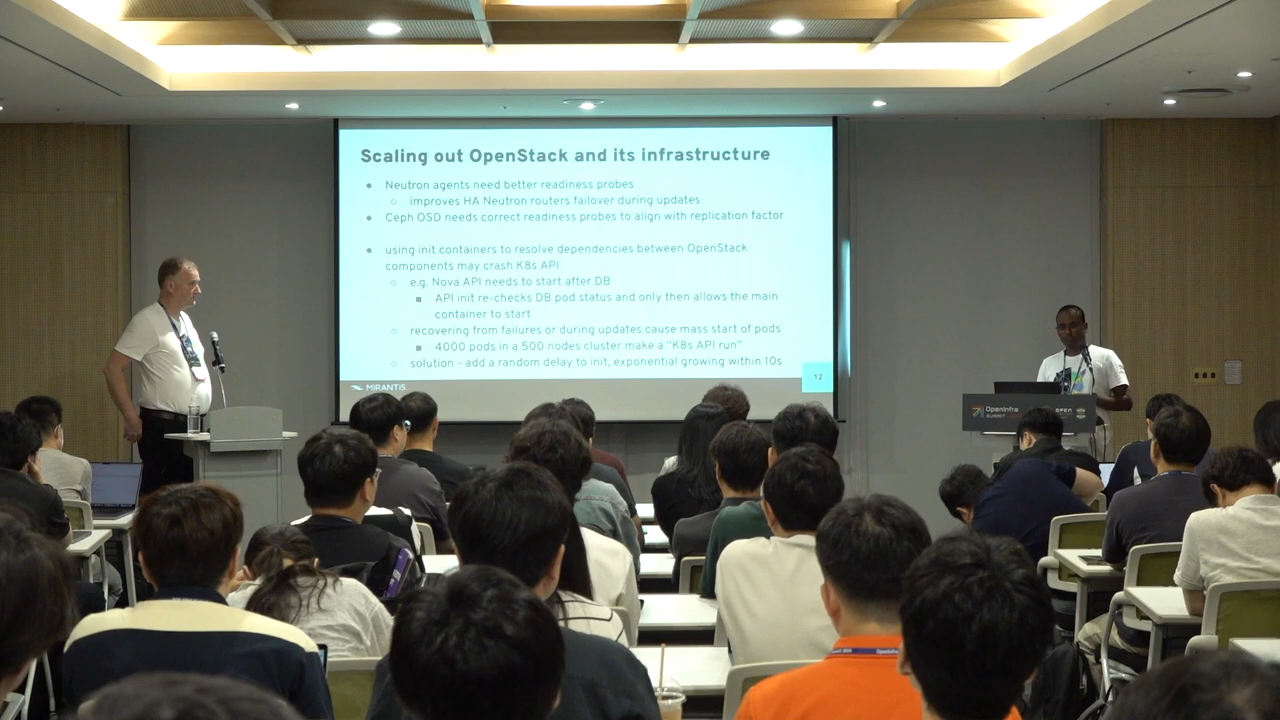 Scaling out OpenStack and its infrastructure
● Neutron agents need better readiness probes
○ improves HA Neutron routers failover during updates
● Ceph OSD needs correct readiness probes to align with replication factor
● using init containers to resolve dependencies between OpenStack
components may crash K8s API
○ e.g. Nova API needs to start after DB
■ API init re-checks DB pod status and only then allows the main
container to start
○ recovering from failures or during updates cause mass start of pods
■ 4000 pods in a 500 nodes cluster make a "K8s API run"
○ solution - add a random delay to init, exponential growing within 10s
MIRANTIS
12
OpenInfra
SUMMIT
OPEN